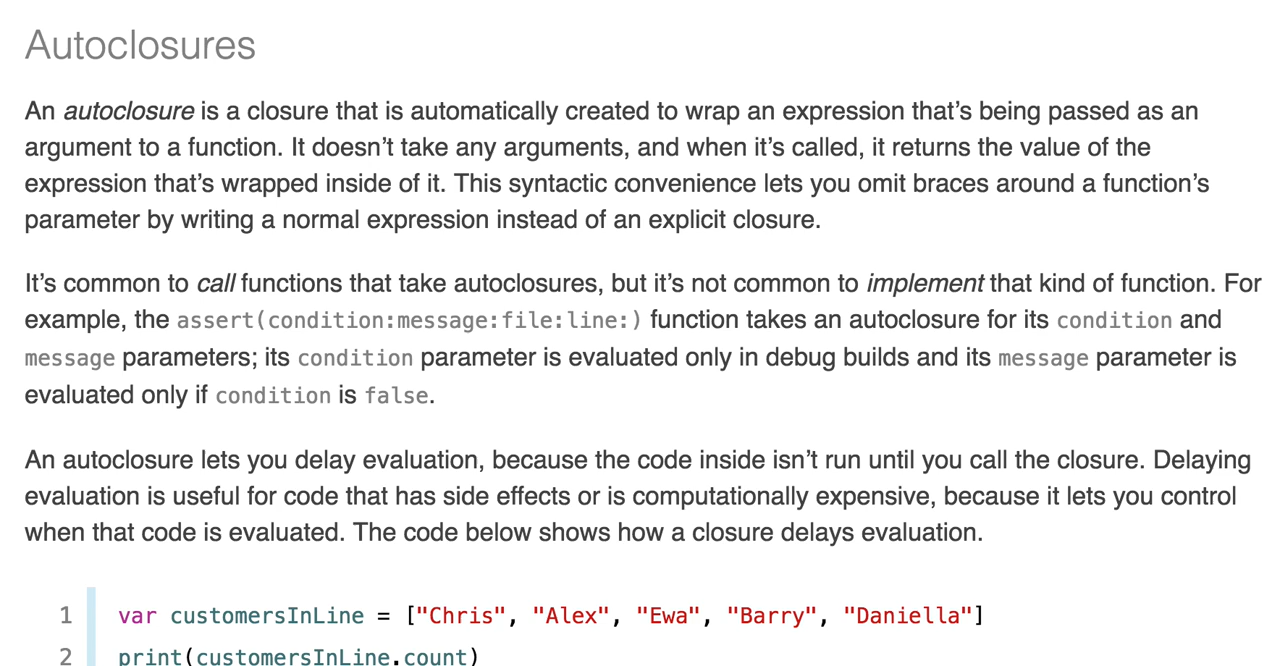 Autoclosures
An autoclosure is a closure that is automatically created to wrap an expression that’s being passed as an
argument to a function. It doesn’t take any arguments, and when it’s called, it returns the value of the
expression that’s wrapped inside of it. This syntactic convenience lets you omit braces around a function’s
parameter by writing a normal expression instead of an explicit closure.
It’s common to call functions that take autoclosures, but it’s not common to implement that kind of function. For
example, the assert(condition:message:file:line:) function takes an autoclosure for its condition and
message parameters; its condition parameter is evaluated only in debug builds and its message parameter is
evaluated only if condition is false.
An autoclosure lets you delay evaluation, because the code inside isn’t run until you call the closure. Delaying
evaluation is useful for code that has side effects or is computationally expensive, because it lets you control
when that code is evaluated. The code below shows how a closure delays evaluation.
1 var customersInLine = ["Chris", "Alex", "Ewa", "Barry", "Daniella"]
2 print(customersInLine.count)